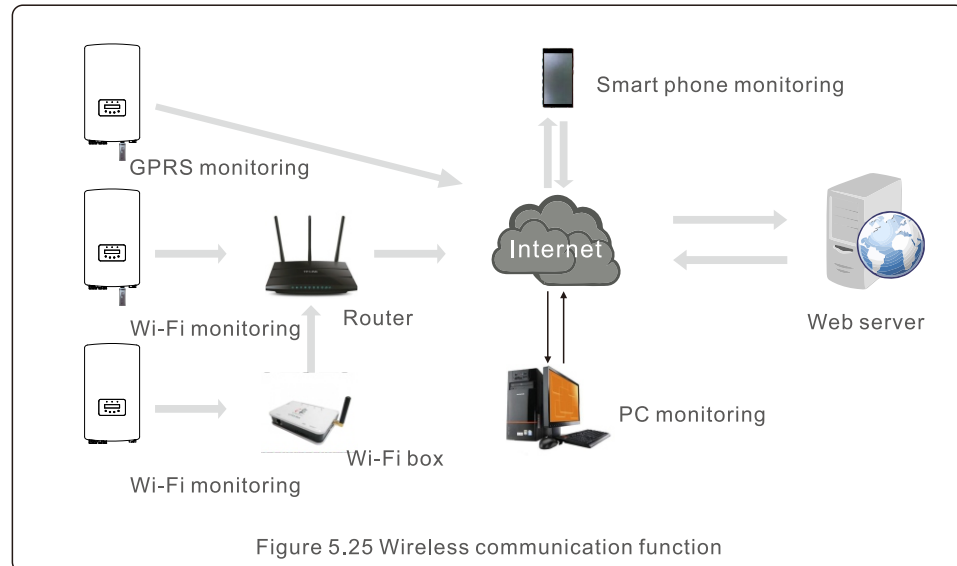 Smart phone monitoring
GPRS monitoring
Internet
Router
Wi-Fi monitoring
Web server
PC monitoring
Wi-Fi box
Wi-Fi monitoring
Figure 5.25 Wireless communication function